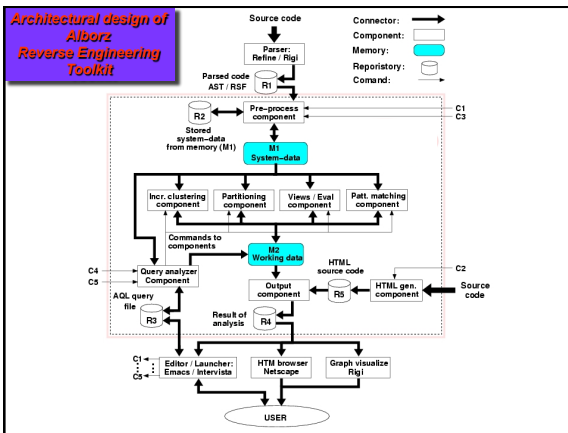 Architectural design of
Alborz
Reverse Engineering
Toolkit
Source code
Connector:
Component:
Memory:
Reporistory:
Comand:
Parser:
Refine / Rigi
Parsed code
AST / RSF
R1
R2
Pre-process
component
C1
C3
Stored
system-data
from memory (M1)
M1
System-data
Incr. clustering
component
Partitioning
component
Views / Eval
component
Patt. matching
component
Commands to
components
M2
Working data
HTML
source code
C2
C4
C5
Query analyzer
Component
Output
component
R5
HTML gen.
component
Source
code
AQL query
file
R3
Result of
analysis
R4
C1
C5
Editor / Launcher:
Emacs / Intervista
HTM browser
Netscape
Graph visualize
Rigi
USER